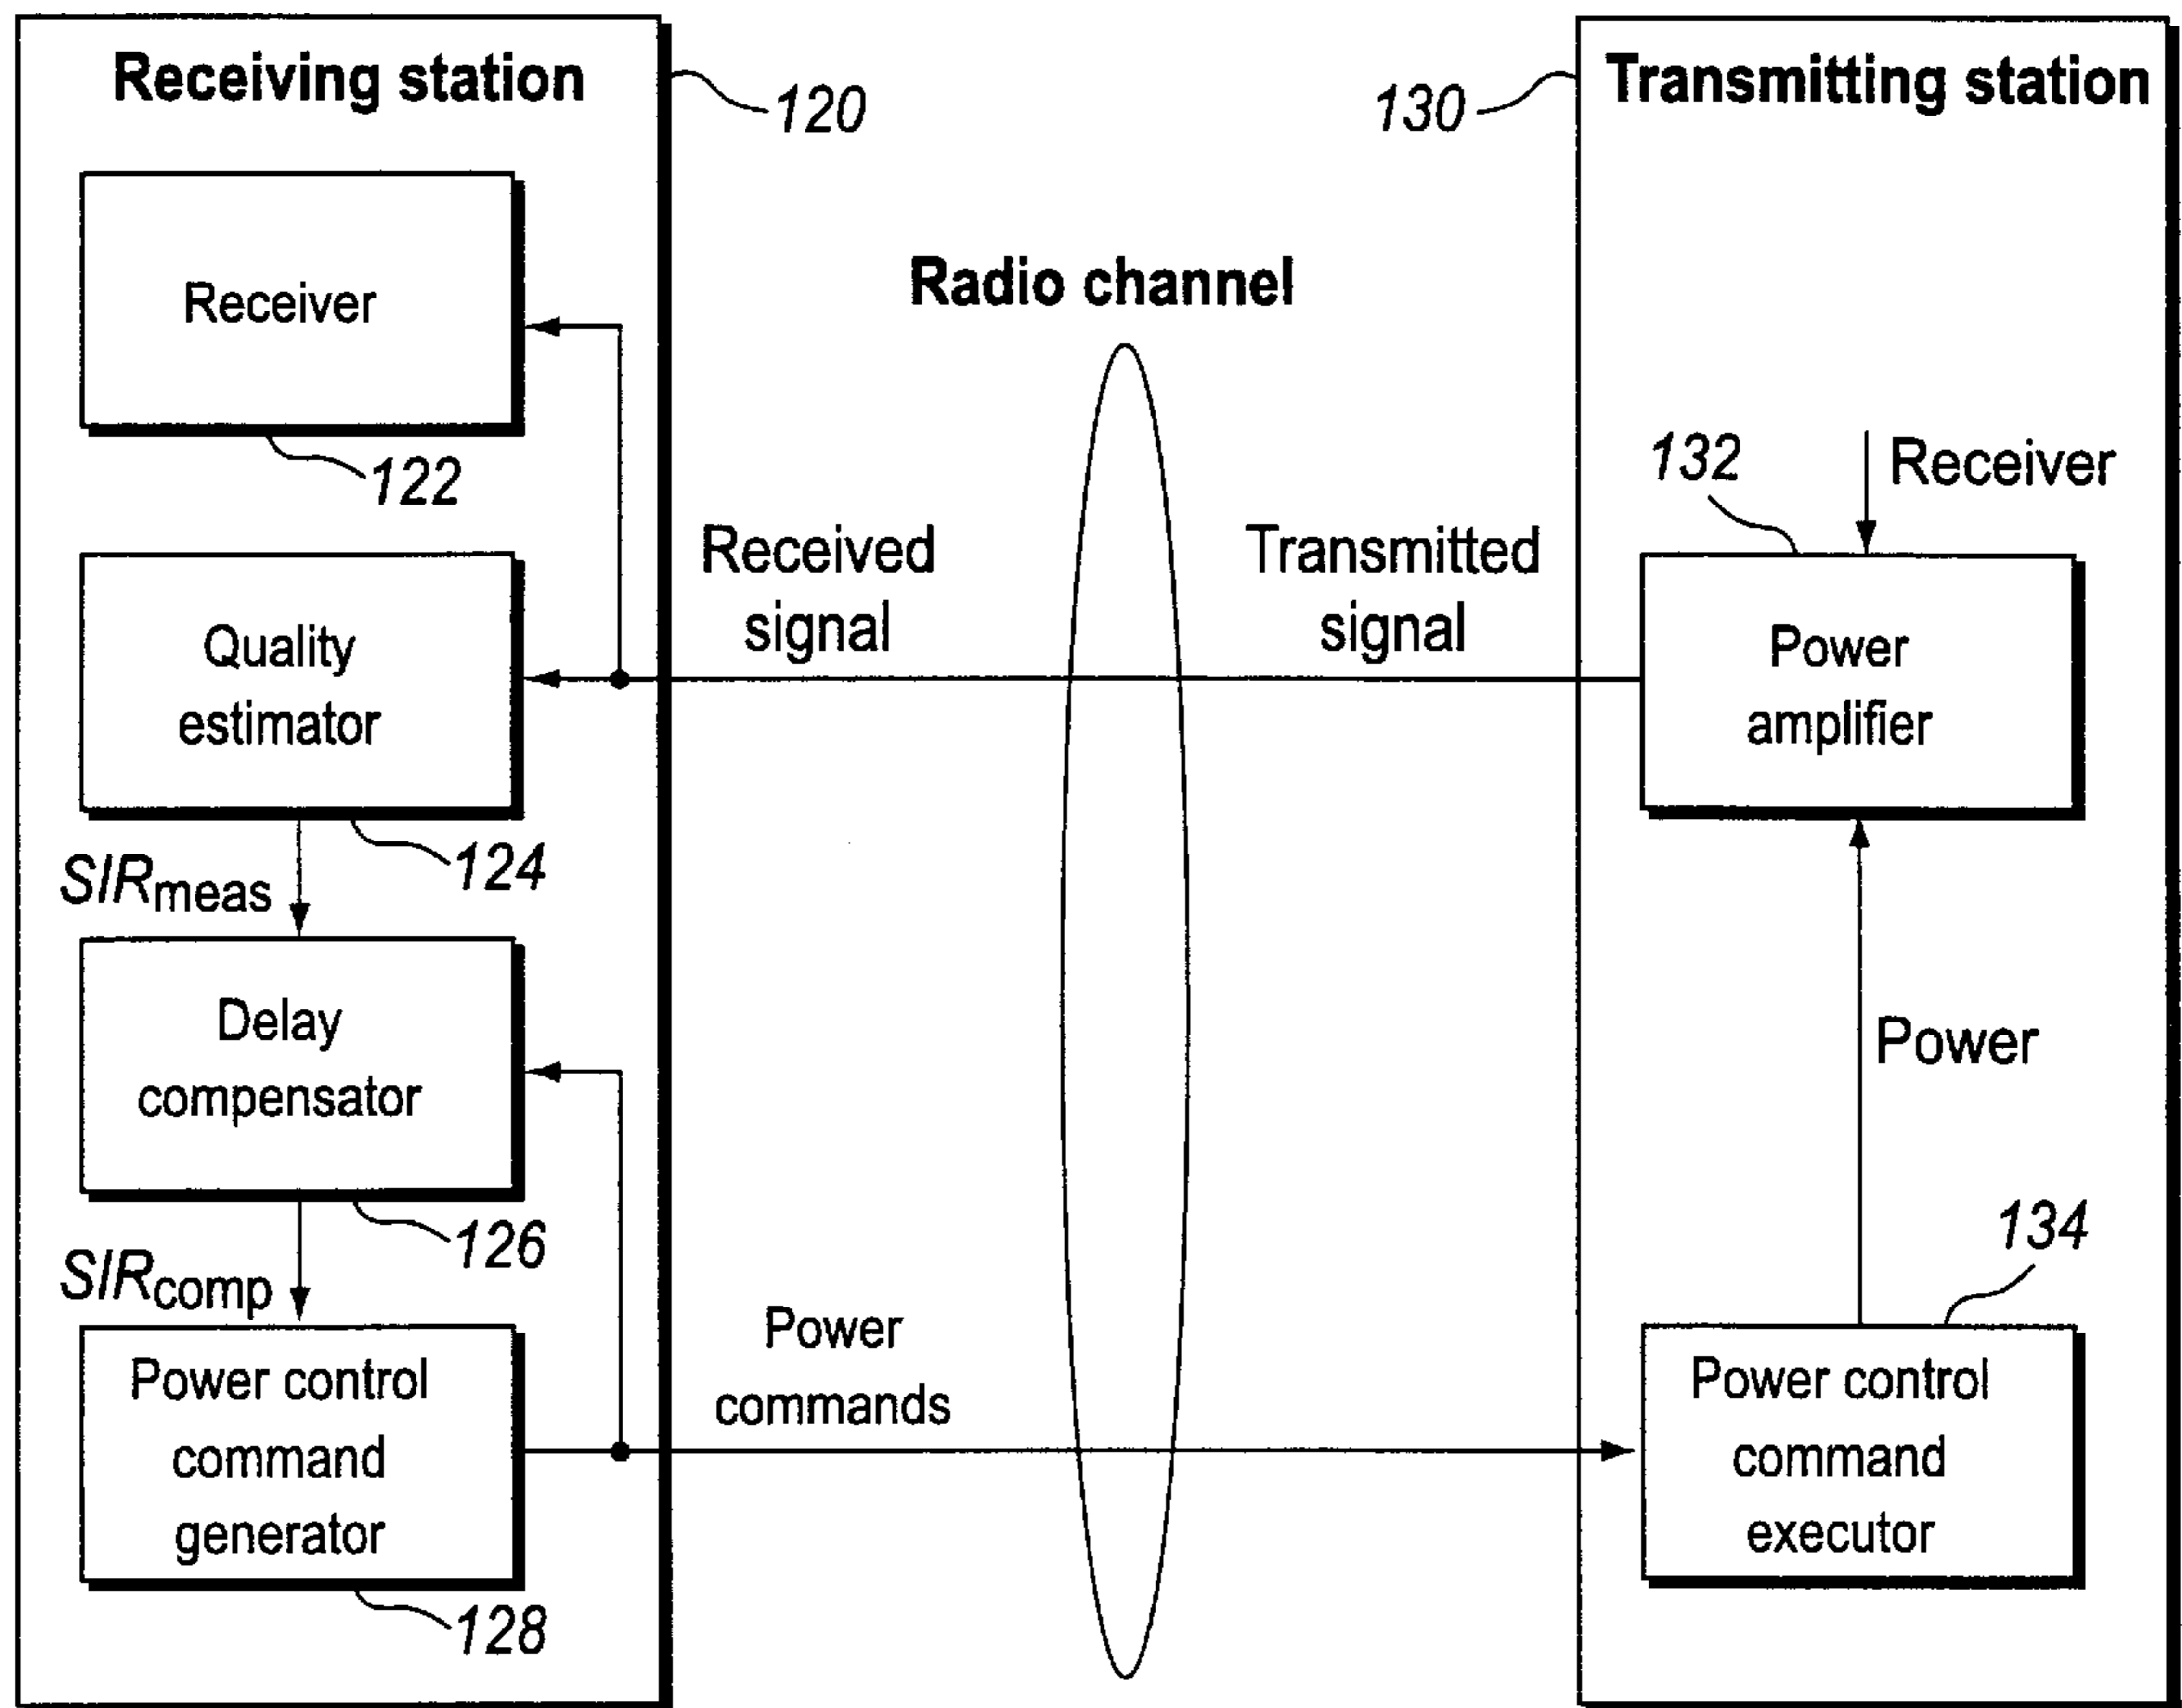 Receiving station
120
130
Transmitting station
Receiver
122
Radio channel
132
Receiver
Received
signal
Transmitted
signal
Quality
estimator
124
Power
amplifier
SIRmeas
Delay
compensator
126
Power
SIRcomp
134
Power control
command
generator
128
Power
commands
Power control
command
executor